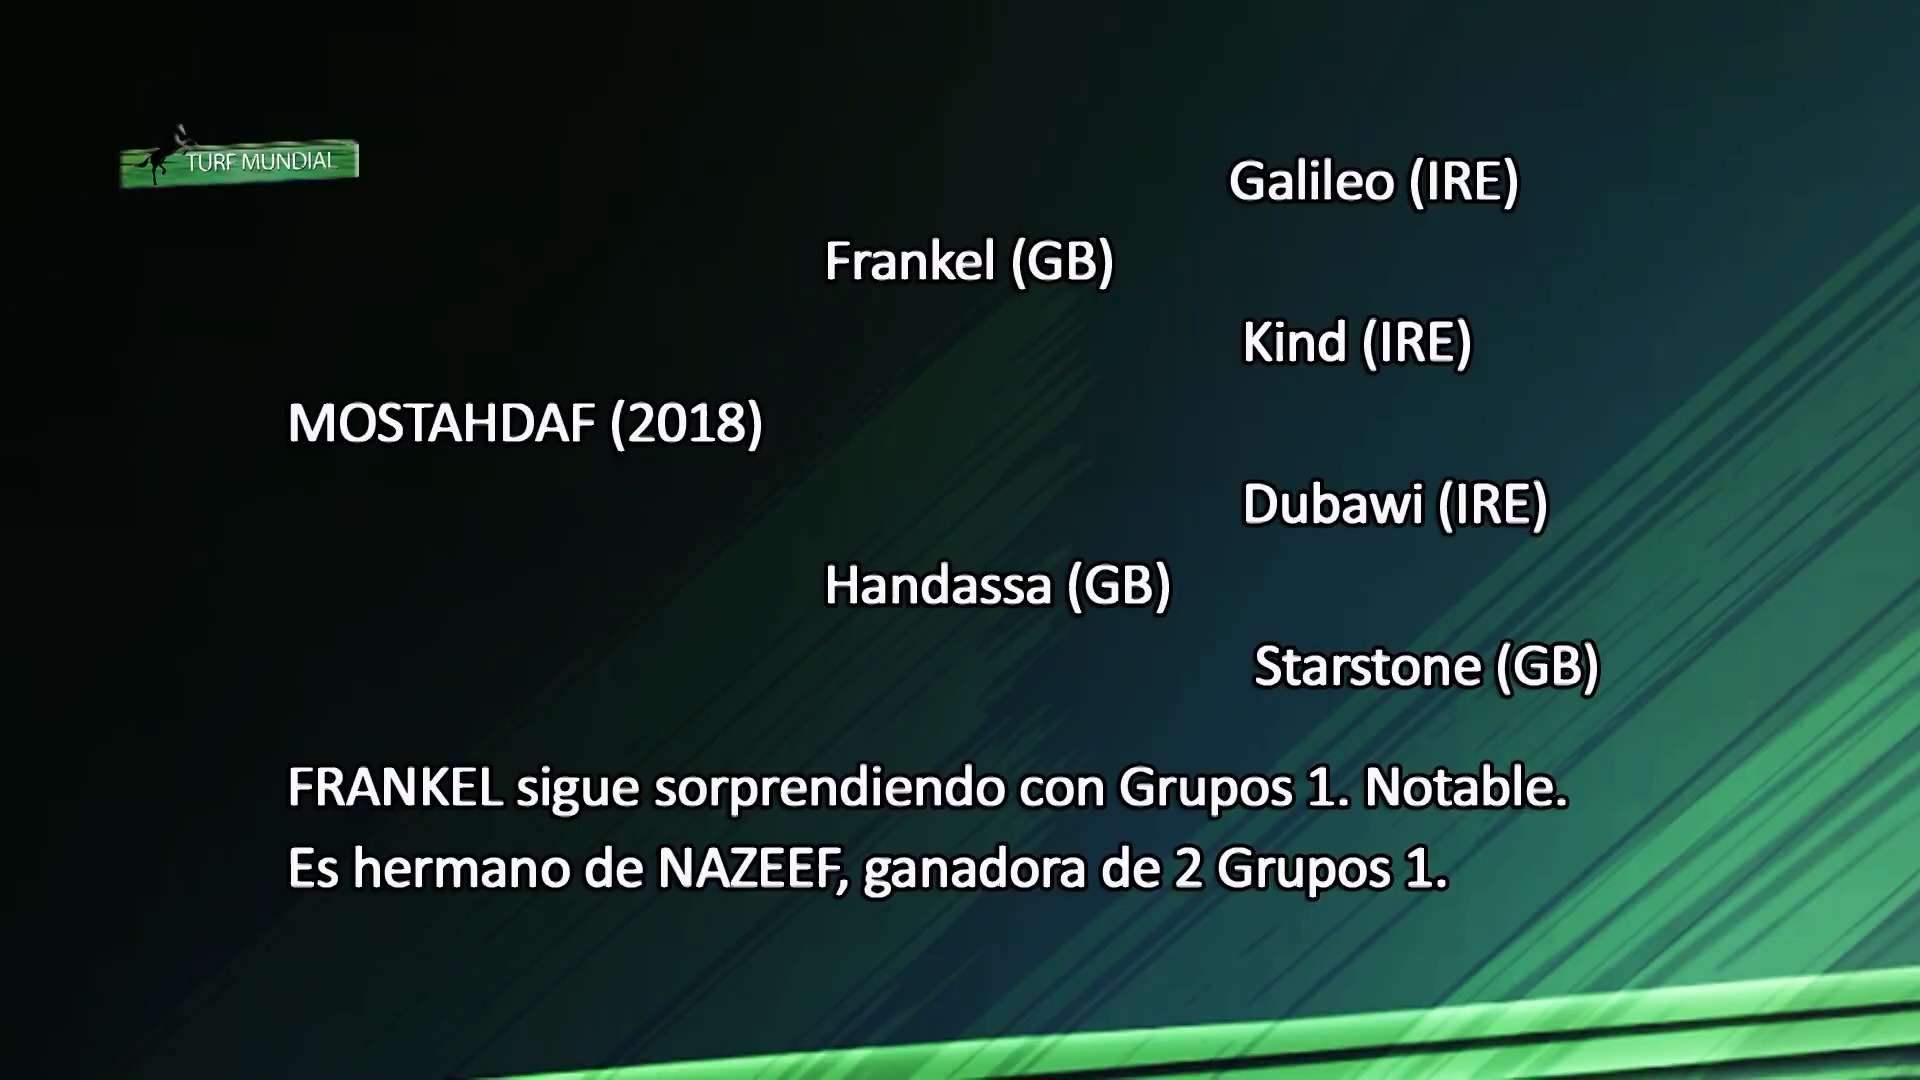 TURF MUNDIAL
Galileo (IRE)
Frankel (GB)
Kind (IRE)
MOSTAHDAF (2018)
Dubawi (IRE)
Handassa (GB)
Starstone (GB)
FRANKEL sigue sorprendiendo con Grupos 1. Notable.
Es hermano de NAZEEF, ganadora de 2 Grupos 1.